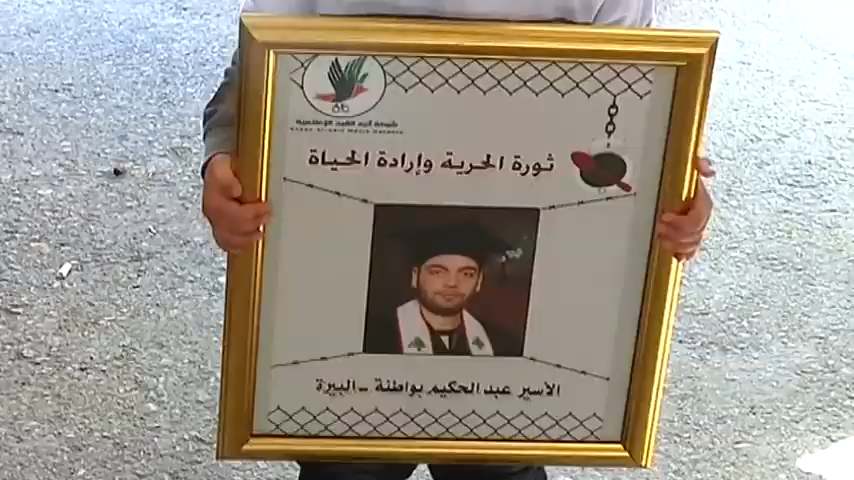 ثورة الحرية وإرادة الحياة
الأسير عبد الحكيم بواطنة - البيرة